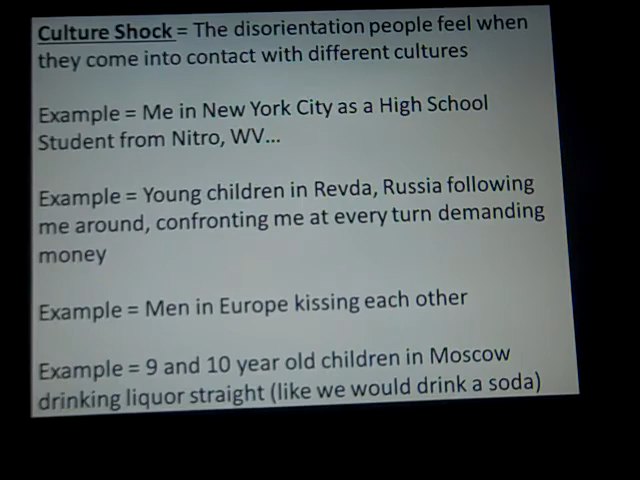 Culture Shock = The disorientation people feel when
they come into contact with different cultures
Example = Me in New York City as a High School
Student from Nitro, WV...
Example = Young children in Revda, Russia following
me around, confronting me at every turn demanding
money
Example = Men in Europe kissing each other
Example = 9 and 10 year old children in Moscow
drinking liquor straight (like we would drink a soda)